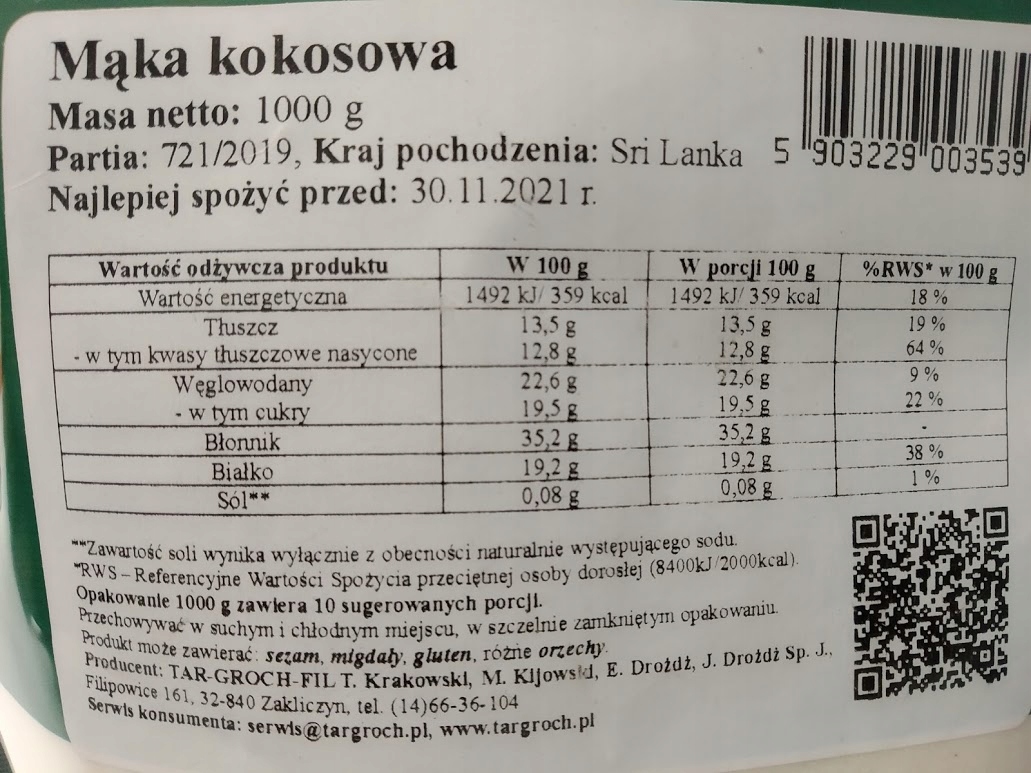 Mąka kokosowa
Masa netto: 1000 g
Partia: 721/2019, Kraj pochodzenia: Sri Lanka
Najlepiej spożyć przed: 30.11.2021 r.
5 903229 003539
Wartość odżywcza produktu W 100 g W porcji 100 g %RWS* w 100 g
Wartość energetyczna 1492 kJ/ 359 kcal 1492 kJ/ 359 kcal 18 %
Tłuszcz 13,5 g 13,5 g 19 %
- w tym kwasy tłuszczowe nasycone 12,8 g 12,8 g 64 %
Węglowodany 22,6 g 22,6 g 9 %
- w tym cukry 19,5 g 19,5 g 22 %
Błonnik 35,2 g 35,2 g -
Białko 19,2 g 19,2 g 38 %
Sól** 0,08 g 0,08 g 1 %
**Zawartość soli wynika wyłącznie z obecności naturalnie występującego sodu.
*RWS – Referencyjne Wartości Spożycia przeciętnej osoby dorosłej (8400kJ/2000kcal).
Opakowanie 1000 g zawiera 10 sugerowanych porcji.
Przechowywać w suchym i chłodnym miejscu, w szczelnie zamkniętym opakowaniu.
Produkt może zawierać: sezam, migdały, gluten, różne orzechy.
Producent: TAR-GROCH-FIL T. Krakowski, M. Kijowski, E. Drożdż, J. Drożdż Sp. J.,
Filipowice 161, 32-840 Zakliczyn, tel. (14)66-36-104
Serwis konsumenta: serwis@targroch.pl, www.targroch.pl